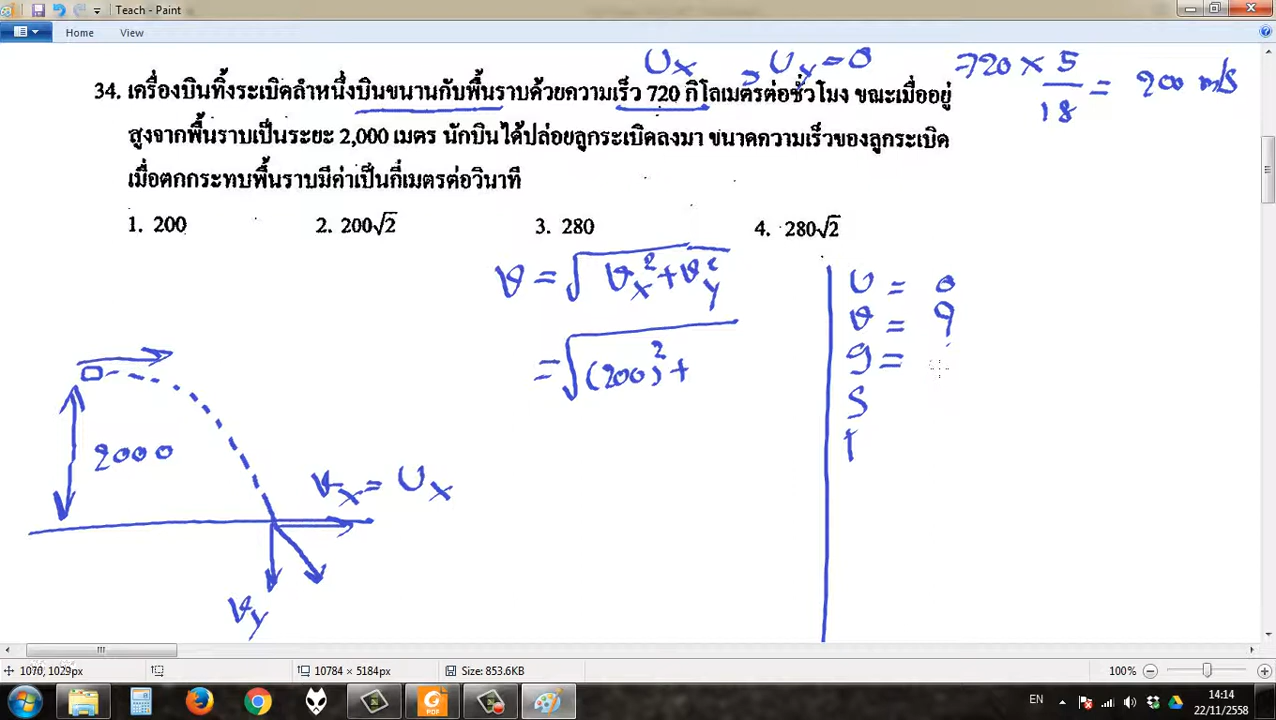 Teach - Paint
Home View
Uₓ , Uᵧ = 0
720 × 5/18 = 200 m/s
34. เครื่องบินทิ้งระเบิดลำหนึ่งบินขนานกับพื้นราบด้วยความเร็ว 720 กิโลเมตรต่อชั่วโมง ขณะเมื่ออยู่
สูงจากพื้นราบเป็นระยะ 2,000 เมตร นักบินได้ปล่อยลูกระเบิดลงมา ขนาดความเร็วของลูกระเบิด
เมื่อตกกระทบพื้นราบมีค่าเป็นกี่เมตรต่อวินาที
1. 200 2. 200√2 3. 280 4. 280√2
v = √(vₓ² + vᵧ²)
= √((200)² +
U = 0
v = ?
g =
S
t
2000
vₓ = Uₓ
vᵧ
1070, 1029px 10784 × 5184px Size: 853.6KB 100%
EN 14:14
22/11/2558